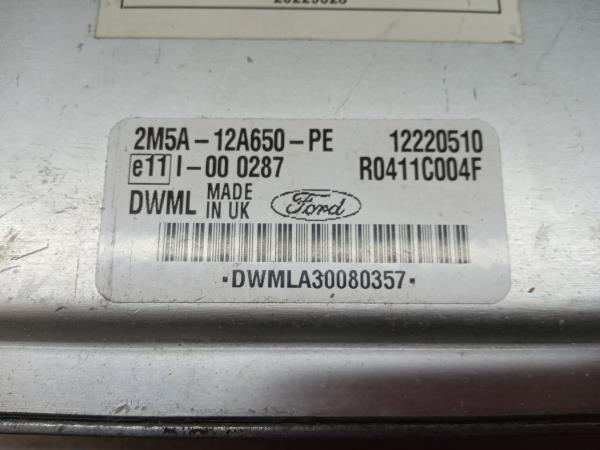 2M5A-12A650-PE 12220510
e11 I-00 0287 R0411C004F
DWML MADE IN UK Ford
·DWMLA30080357·